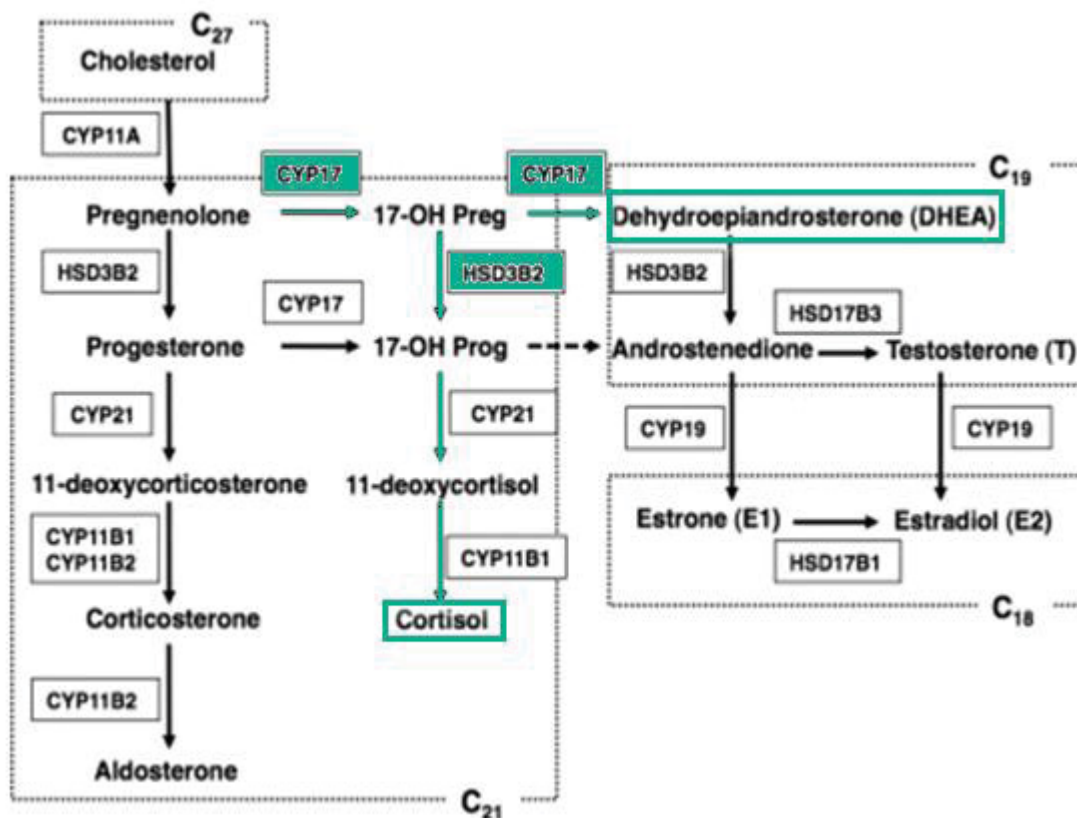 C27
Cholesterol
CYP11A
CYP17
CYP17
C19
Pregnenolone
17-OH Preg
Dehydroepiandrosterone (DHEA)
HSD3B2
HSD3B2
HSD3B2
CYP17
HSD17B3
Progesterone
17-OH Prog
Androstenedione
Testosterone (T)
CYP21
CYP21
CYP19
CYP19
11-deoxycorticosterone
11-deoxycortisol
Estrone (E1)
Estradiol (E2)
CYP11B1
CYP11B2
CYP11B1
HSD17B1
Corticosterone
Cortisol
C18
CYP11B2
Aldosterone
C21